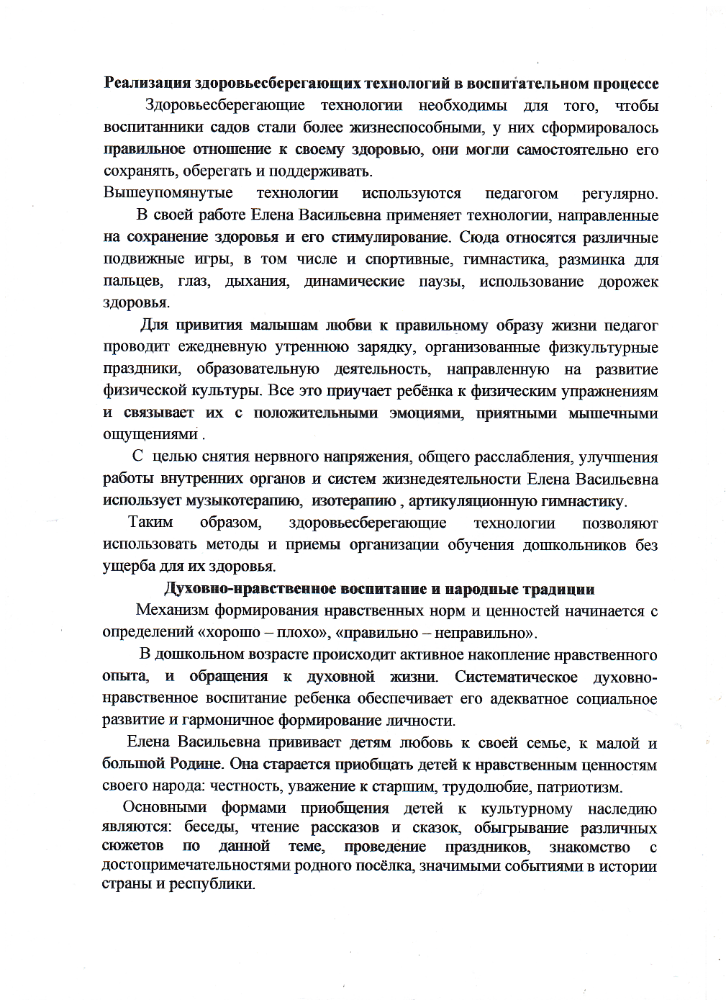 Реализация здоровьесберегающих технологий в воспитательном процессе
Здоровьесберегающие технологии необходимы для того, чтобы
воспитанники садов стали более жизнеспособными, у них сформировалось
правильное отношение к своему здоровью, они могли самостоятельно его
сохранять, оберегать и поддерживать.
Вышеупомянутые технологии используются педагогом регулярно.
В своей работе Елена Васильевна применяет технологии, направленные
на сохранение здоровья и его стимулирование. Сюда относятся различные
подвижные игры, в том числе и спортивные, гимнастика, разминка для
пальцев, глаз, дыхания, динамические паузы, использование дорожек
здоровья.
Для привития малышам любви к правильному образу жизни педагог
проводит ежедневную утреннюю зарядку, организованные физкультурные
праздники, образовательную деятельность, направленную на развитие
физической культуры. Все это приучает ребёнка к физическим упражнениям
и связывает их с положительными эмоциями, приятными мышечными
ощущениями .
С целью снятия нервного напряжения, общего расслабления, улучшения
работы внутренних органов и систем жизнедеятельности Елена Васильевна
использует музыкотерапию, изотерапию , артикуляционную гимнастику.
Таким образом, здоровьесберегающие технологии позволяют
использовать методы и приемы организации обучения дошкольников без
ущерба для их здоровья.
Духовно-нравственное воспитание и народные традиции
Механизм формирования нравственных норм и ценностей начинается с
определений «хорошо – плохо», «правильно – неправильно».
В дошкольном возрасте происходит активное накопление нравственного
опыта, и обращения к духовной жизни. Систематическое духовно-
нравственное воспитание ребенка обеспечивает его адекватное социальное
развитие и гармоничное формирование личности.
Елена Васильевна прививает детям любовь к своей семье, к малой и
большой Родине. Она старается приобщать детей к нравственным ценностям
своего народа: честность, уважение к старшим, трудолюбие, патриотизм.
Основными формами приобщения детей к культурному наследию
являются: беседы, чтение рассказов и сказок, обыгрывание различных
сюжетов по данной теме, проведение праздников, знакомство с
достопримечательностями родного посёлка, значимыми событиями в истории
страны и республики.